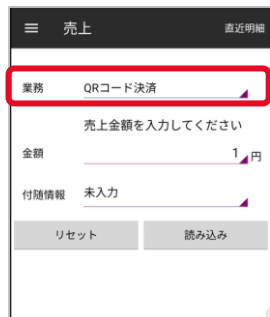 売上 直近明細
業務 QRコード決済
売上金額を入力してください
金額 1 円
付随情報 未入力
リセット 読み込み